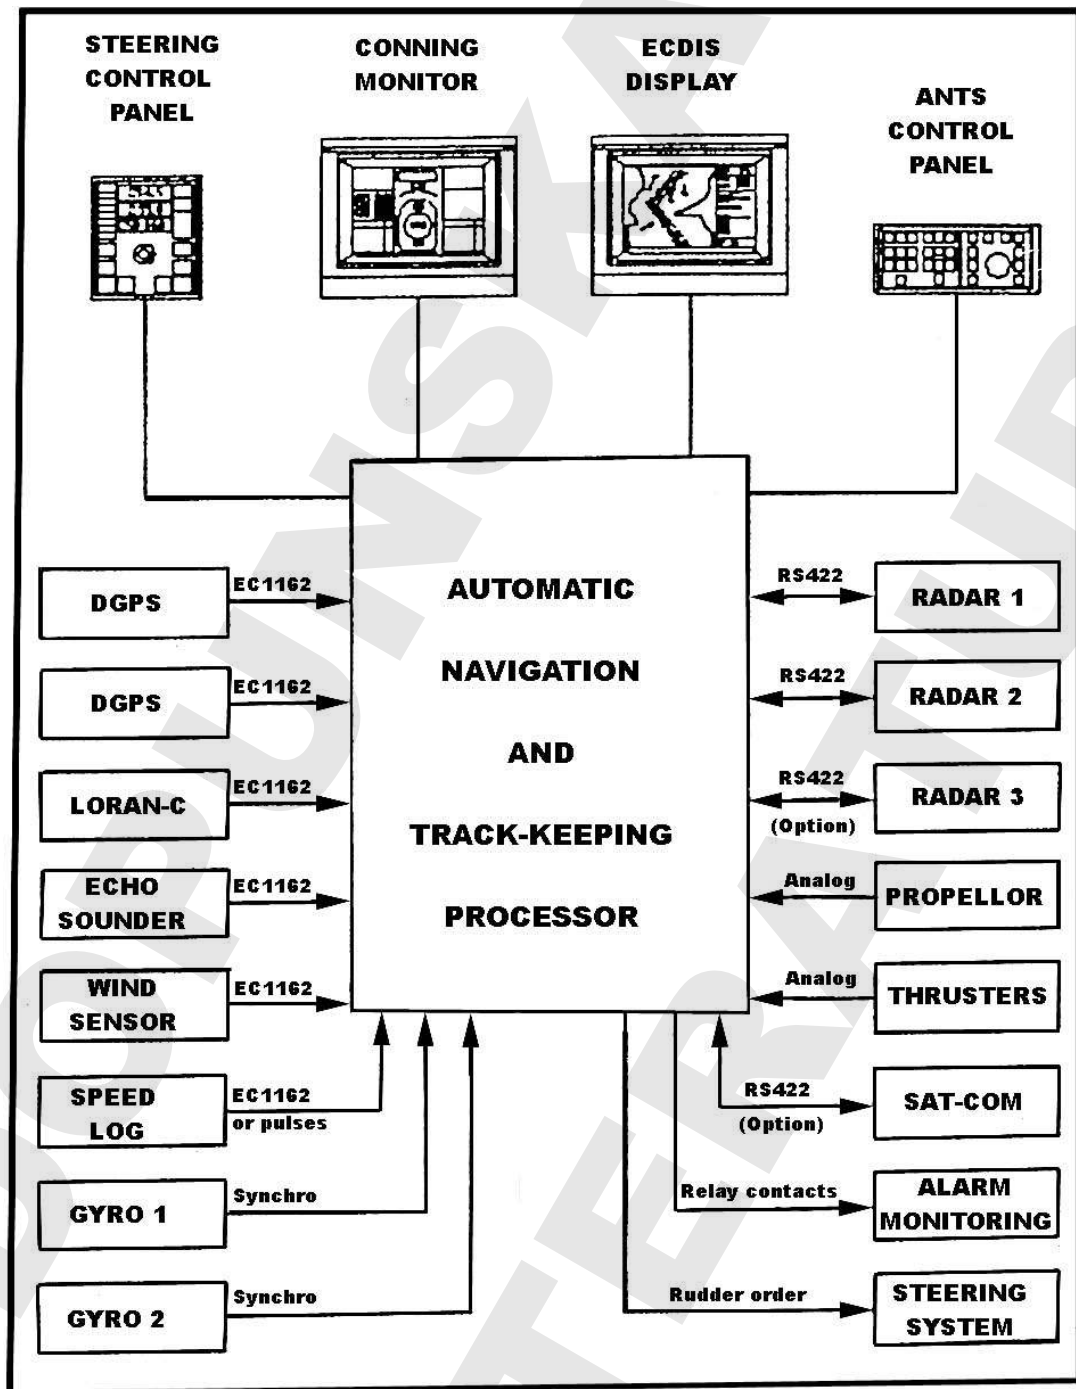 STEERING
CONTROL
PANEL
CONNING
MONITOR
ECDIS
DISPLAY
ANTS
CONTROL
PANEL
DGPS
EC1162
DGPS
EC1162
LORAN-C
EC1162
ECHO
SOUNDER
EC1162
WIND
SENSOR
EC1162
SPEED
LOG
EC1162
or pulses
GYRO 1
Synchro
GYRO 2
Synchro
AUTOMATIC
NAVIGATION
AND
TRACK-KEEPING
PROCESSOR
RS422
RADAR 1
RS422
RADAR 2
RS422
(Option)
RADAR 3
Analog
PROPELLOR
Analog
THRUSTERS
RS422
(Option)
SAT-COM
Relay contacts
ALARM
MONITORING
Rudder order
STEERING
SYSTEM